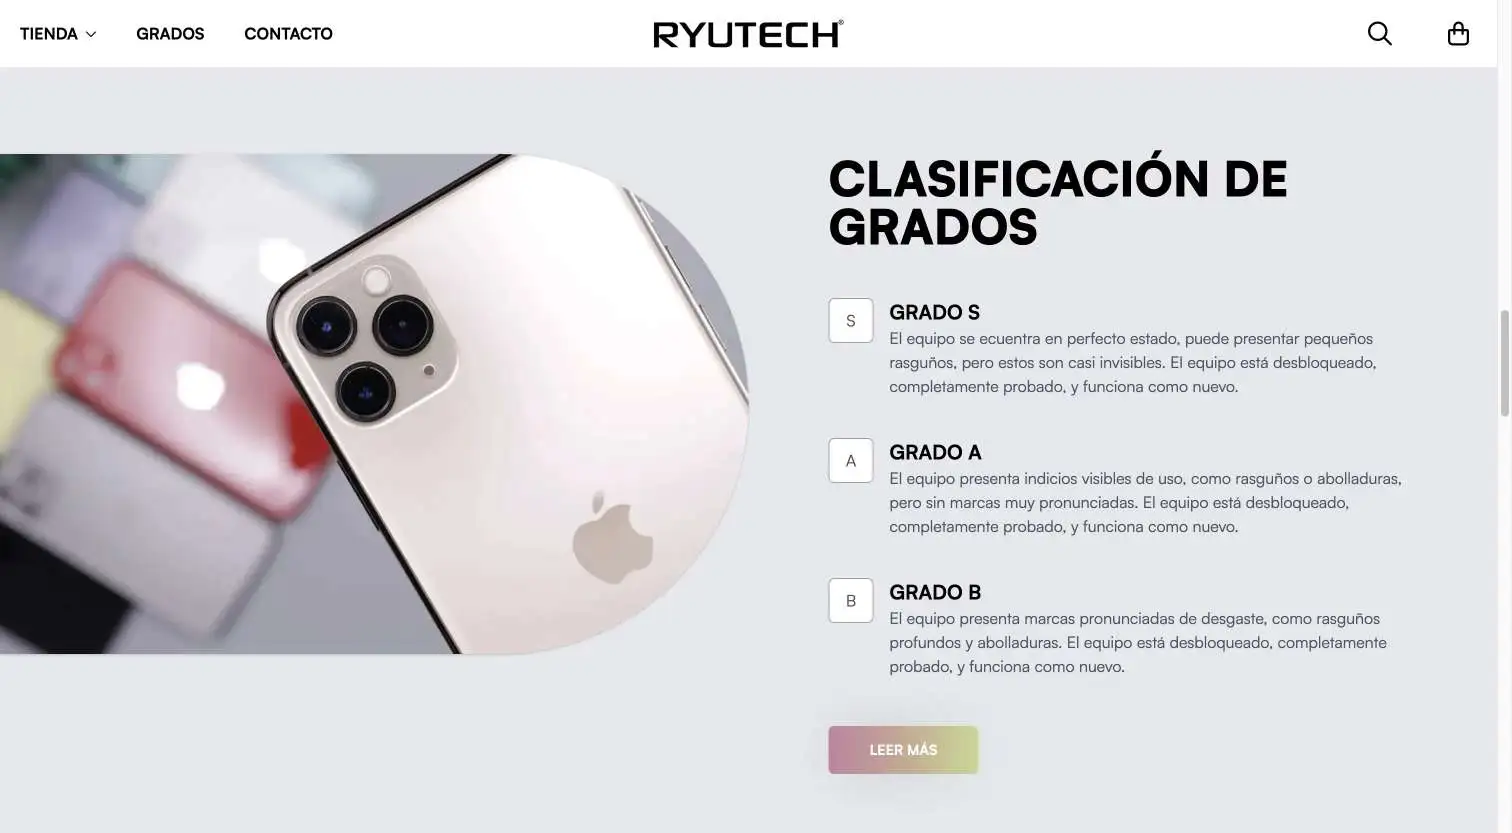 TIENDA
GRADOS
CONTACTO
RYUTECH®
CLASIFICACIÓN DE
GRADOS
S
GRADO S
El equipo se ecuentra en perfecto estado, puede presentar pequeños
rasguños, pero estos son casi invisibles. El equipo está desbloqueado,
completamente probado, y funciona como nuevo.
A
GRADO A
El equipo presenta indicios visibles de uso, como rasguños o abolladuras,
pero sin marcas muy pronunciadas. El equipo está desbloqueado,
completamente probado, y funciona como nuevo.
B
GRADO B
El equipo presenta marcas pronunciadas de desgaste, como rasguños
profundos y abolladuras. El equipo está desbloqueado, completamente
probado, y funciona como nuevo.
LEER MÁS